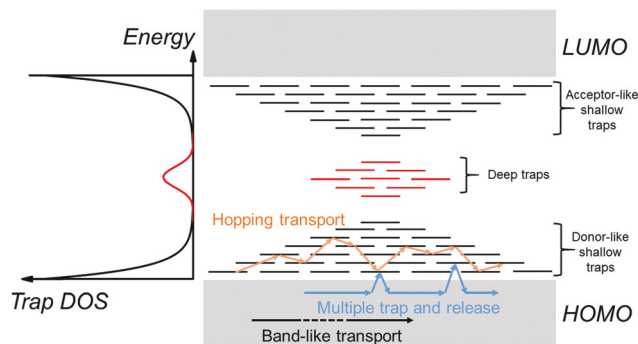 Energy
LUMO
Acceptor-like
shallow
traps
Deep traps
Hopping transport
Donor-like
shallow
traps
Trap DOS
Multiple trap and release
HOMO
Band-like transport